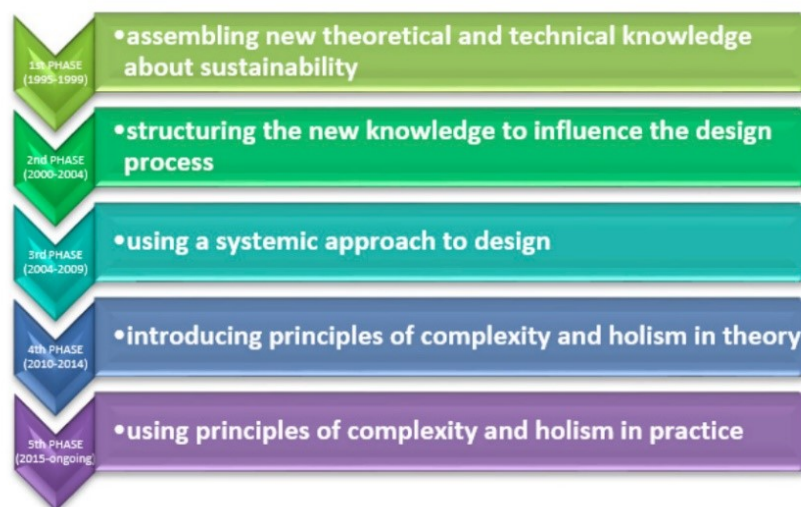 1st PHASE
(1995-1999)
•assembling new theoretical and technical knowledge
about sustainability
2nd PHASE
(2000-2004)
•structuring the new knowledge to influence the design
process
3rd PHASE
(2004-2009)
•using a systemic approach to design
4th PHASE
(2010-2014)
•introducing principles of complexity and holism in theory
5th PHASE
(2015-ongoing)
•using principles of complexity and holism in practice